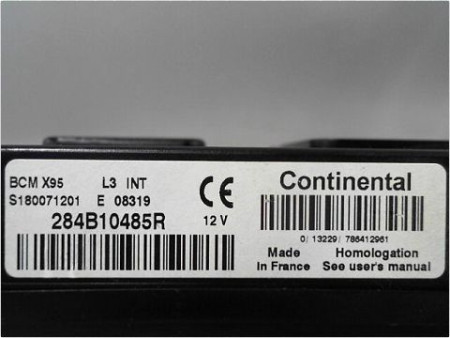 BCM X95 L3 INT
S180071201 E 08319
284B10485R 12 V
CE
Continental
0/ 13229/ 786412961
Made Homologation
in France See user's manual